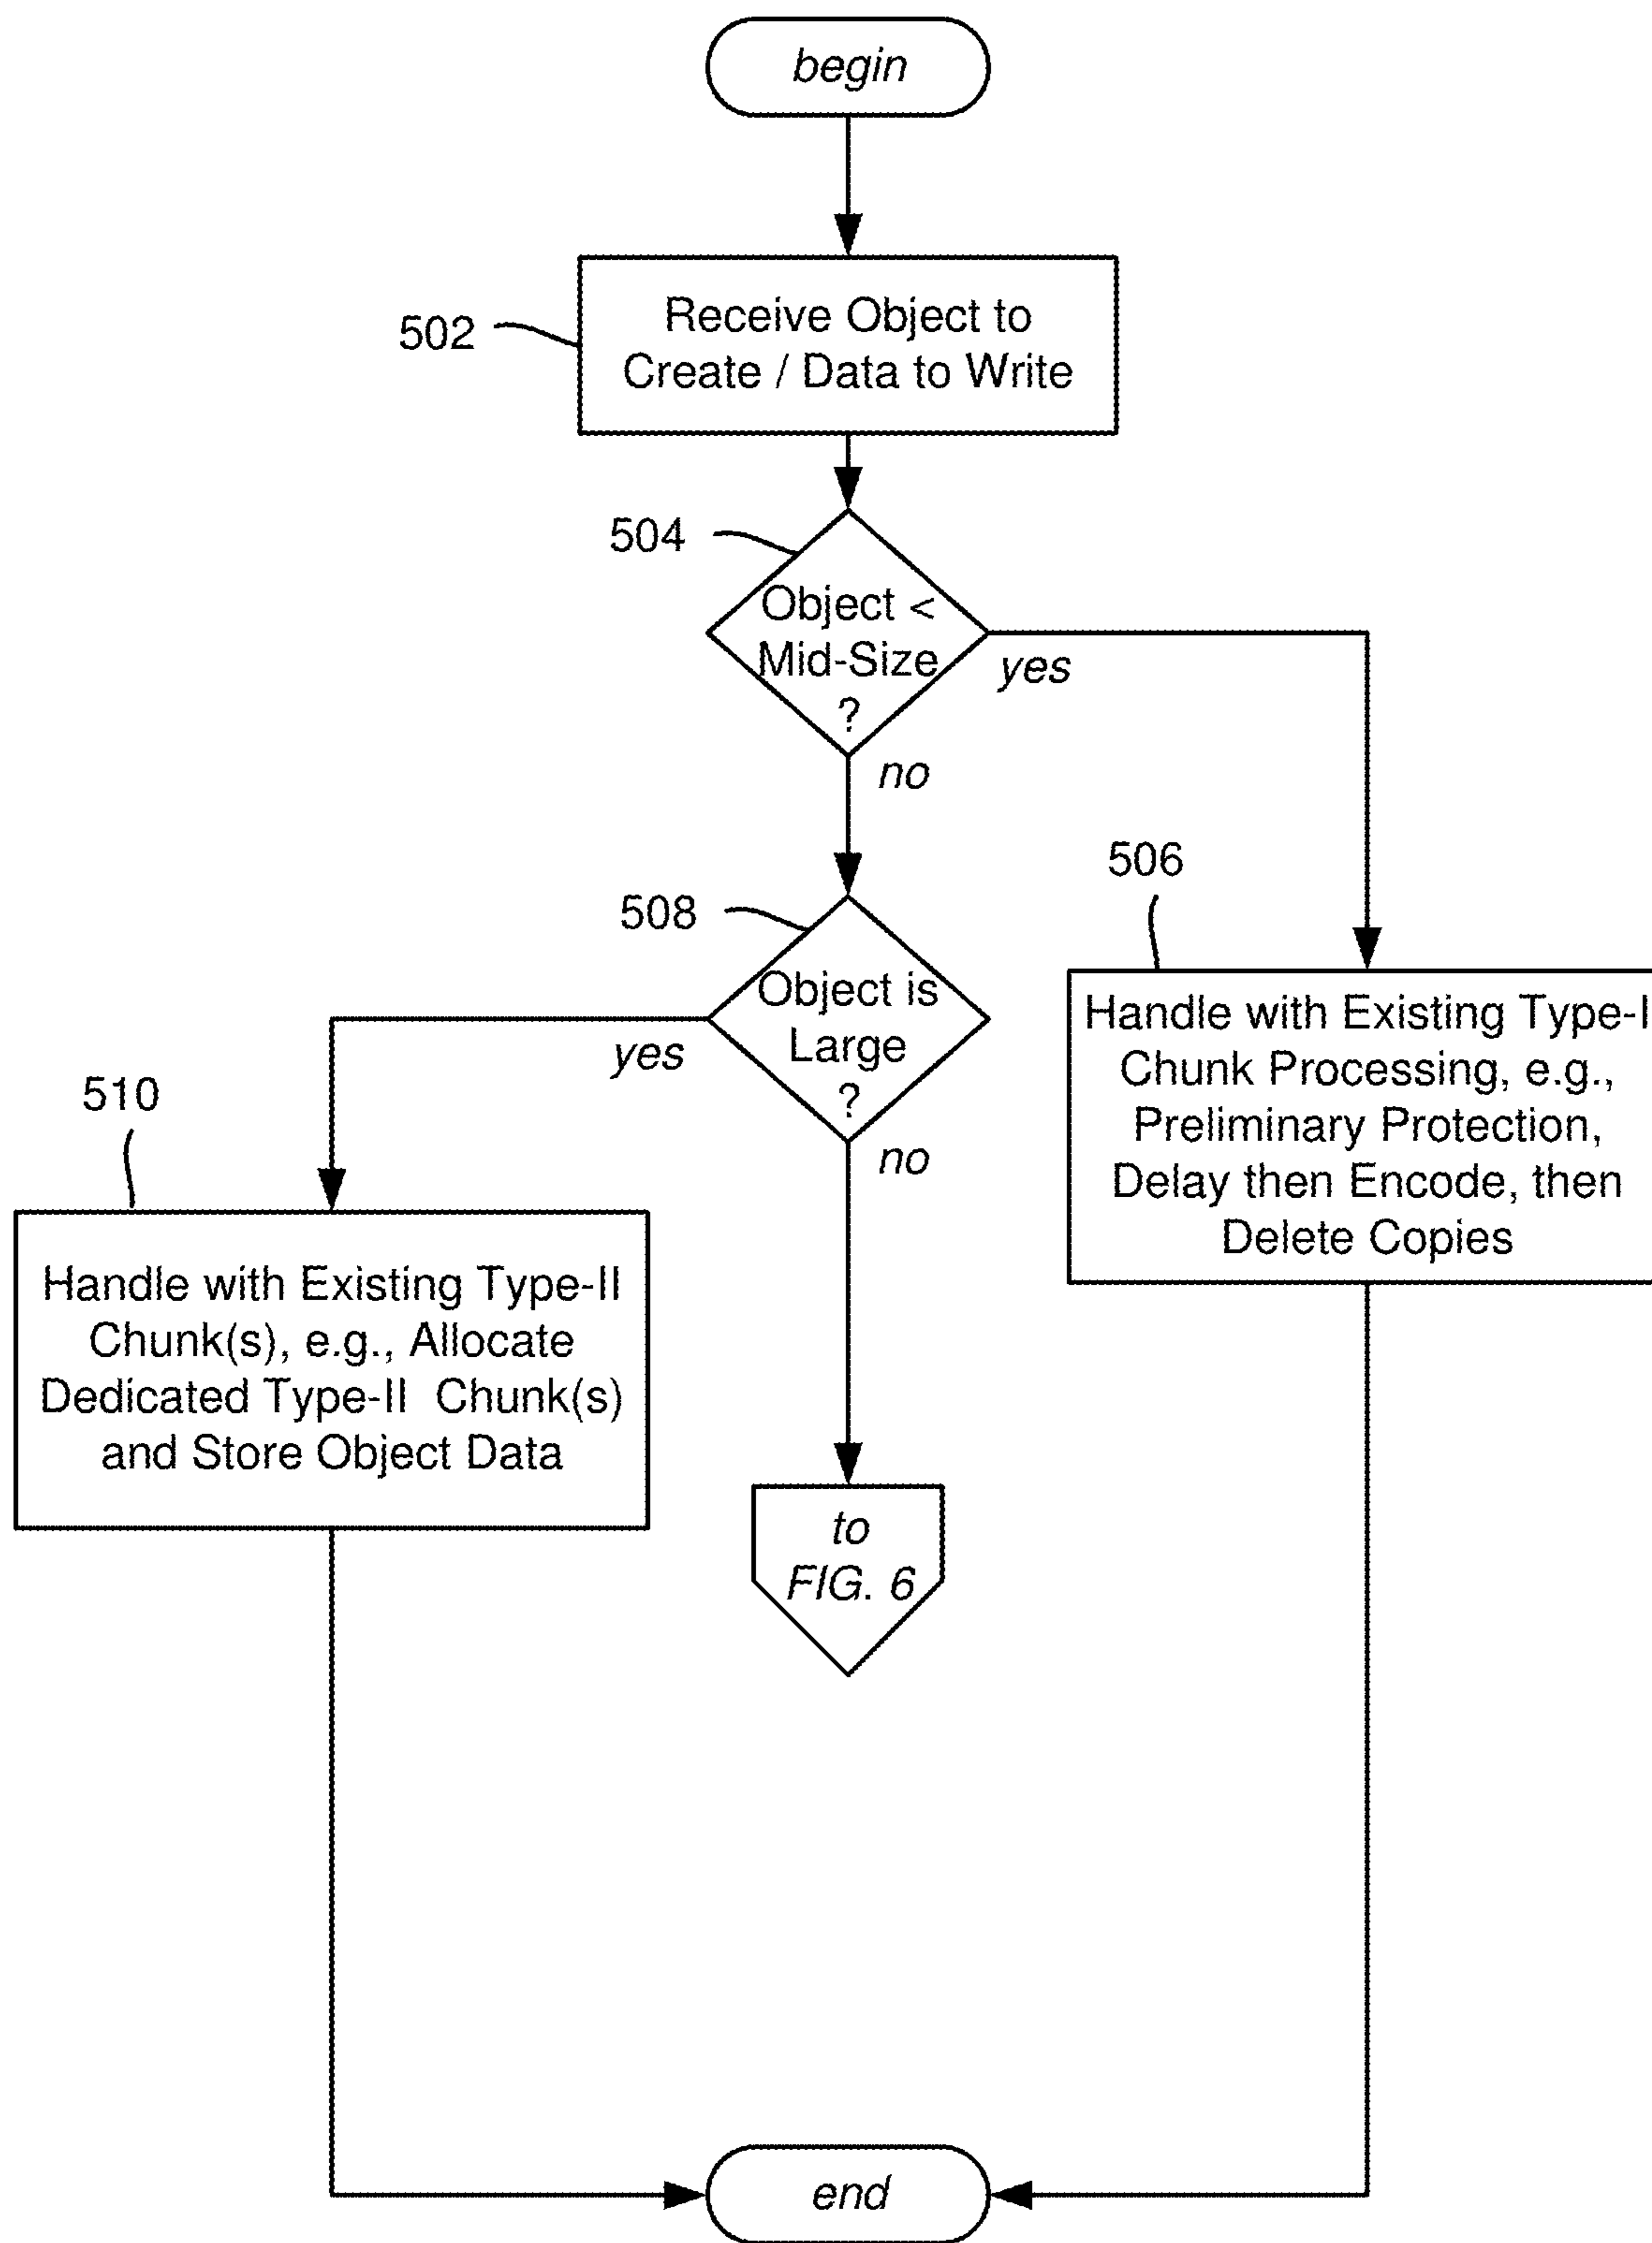 begin
502
Receive Object to
Create / Data to Write
504
Object <
Mid-Size
?
yes
no
506
508
Object is
Large
?
yes
no
Handle with Existing Type-I
Chunk Processing, e.g.,
Preliminary Protection,
Delay then Encode, then
Delete Copies
510
Handle with Existing Type-II
Chunk(s), e.g., Allocate
Dedicated Type-II Chunk(s)
and Store Object Data
to
FIG. 6
end